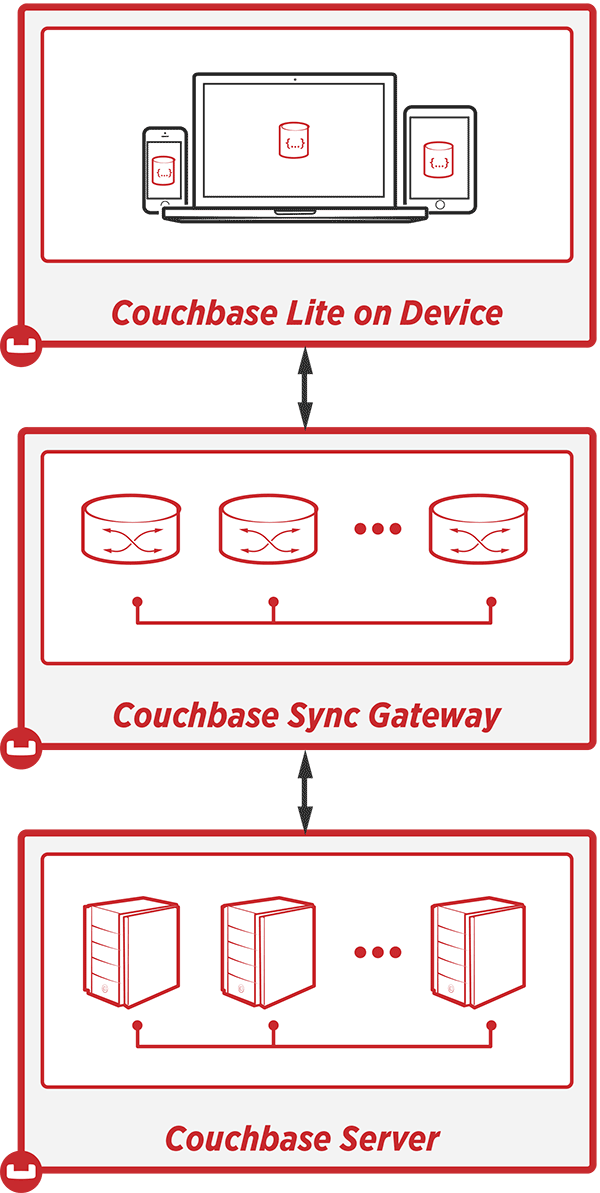 {...}
{...}
{...}
Couchbase Lite on Device
Couchbase Sync Gateway
Couchbase Server